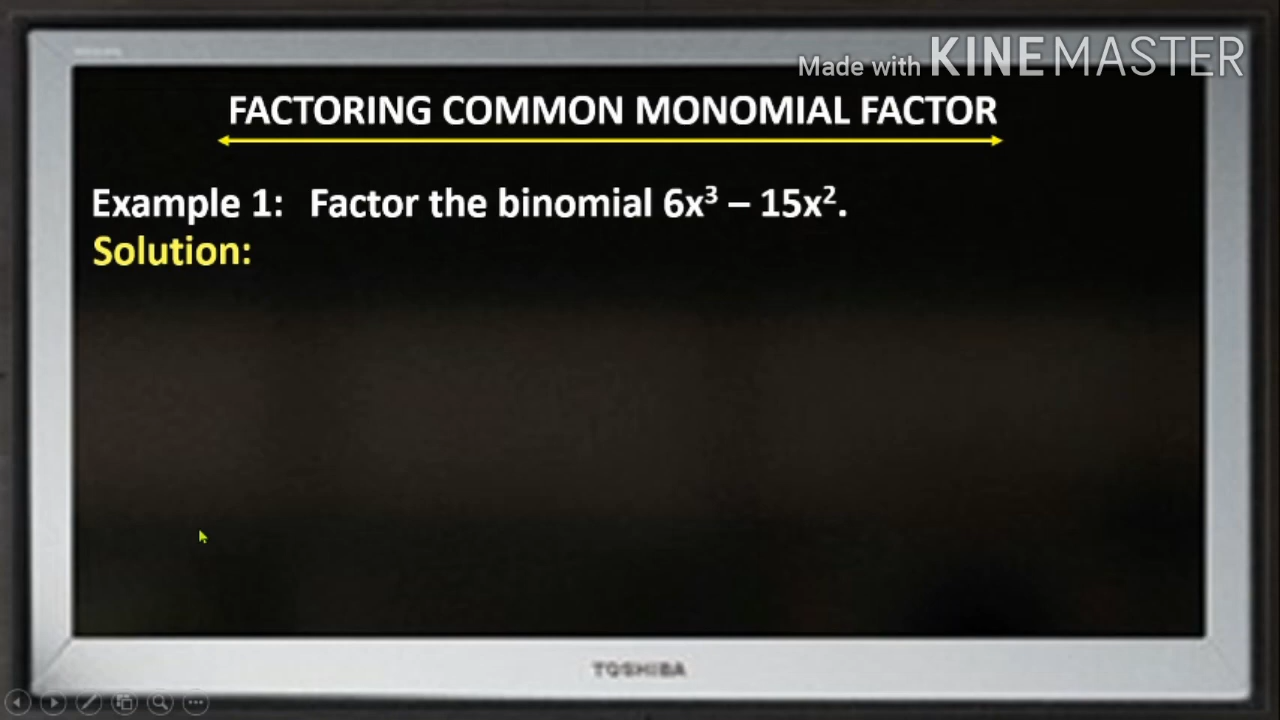 Made with KINEMASTER
FACTORING COMMON MONOMIAL FACTOR
Example 1: Factor the binomial 6x³ – 15x².
Solution:
TOSHIBA